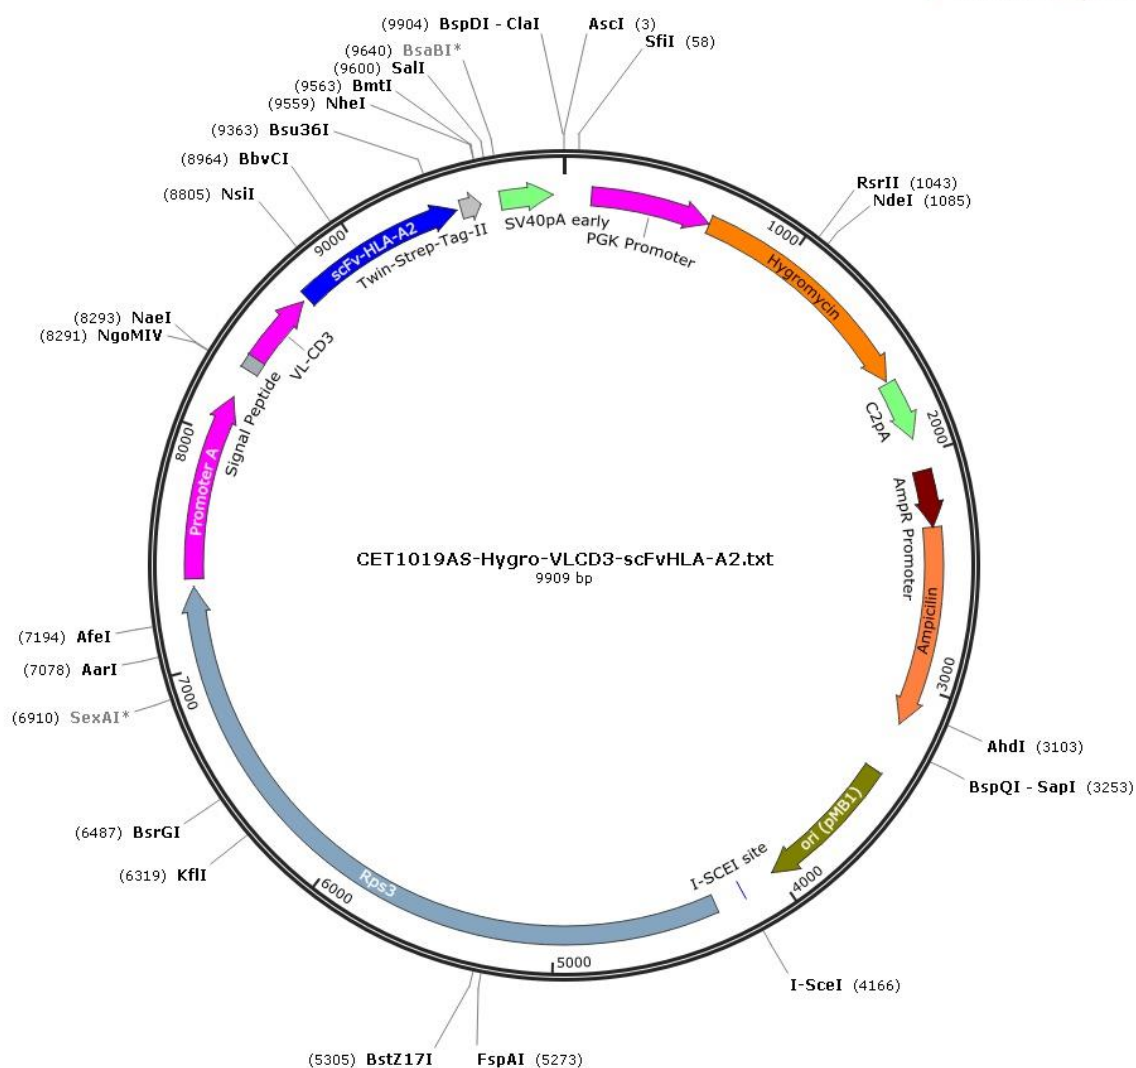 (9904) BspDI - ClaI
AscI (3)
SfiI (58)
(9640) BsaBI*
(9600) SalI
(9563) BmtI
(9559) NheI
(9363) Bsu36I
(8964) BbvCI
(8805) NsiI
(8293) NaeI
(8291) NgoMIV
RsrII (1043)
NdeI (1085)
SV40pA early
PGK Promoter
Hygromycin
1000
C2pA
2000
AmpR Promoter
Ampicilin
3000
AhdI (3103)
BspQI - SapI (3253)
ori (pMB1)
4000
I-SCEI site
I-SceI (4166)
5000
FspAI (5273)
(5305) BstZ17I
Rps3
6000
(6319) KflI
(6487) BsrGI
(6910) SexAI*
(7078) AarI
(7194) AfeI
7000
Promoter A
8000
Signal Peptide
VL-CD3
scFv-HLA-A2
9000
Twin-Strep-Tag-II
CET1019AS-Hygro-VLCD3-scFvHLA-A2.txt
9909 bp